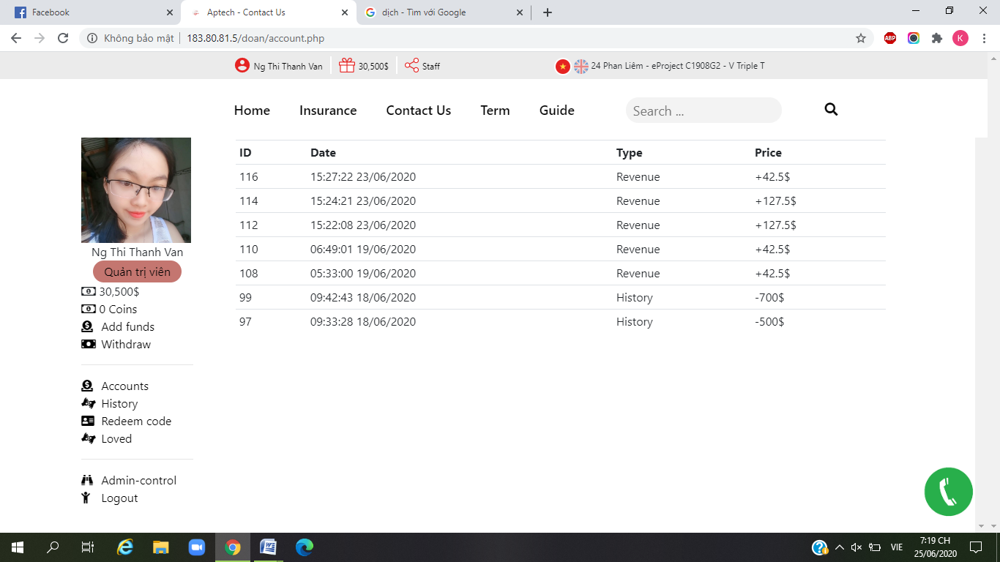 Facebook
Aptech - Contact Us
dịch - Tìm với Google
Không bảo mật
183.80.81.5/doan/account.php
ABP
K
Ng Thi Thanh Van
30,500$
Staff
24 Phan Liêm - eProject C1908G2 - V Triple T
Home Insurance Contact Us Term Guide
Search ...
Ng Thi Thanh Van
Quản trị viên
30,500$
0 Coins
Add funds
Withdraw
Accounts
History
Redeem code
Loved
Admin-control
Logout
ID Date Type Price
116 15:27:22 23/06/2020 Revenue +42.5$
114 15:24:21 23/06/2020 Revenue +127.5$
112 15:22:08 23/06/2020 Revenue +127.5$
110 06:49:01 19/06/2020 Revenue +42.5$
108 05:33:00 19/06/2020 Revenue +42.5$
99 09:42:43 18/06/2020 History -700$
97 09:33:28 18/06/2020 History -500$
VIE
7:19 CH
25/06/2020